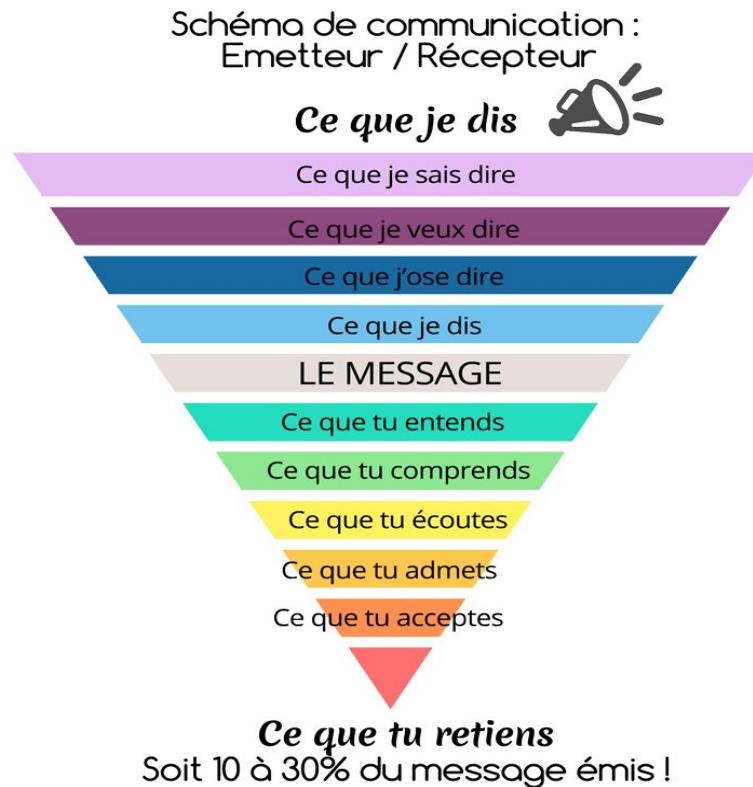 Schéma de communication :
Emetteur / Récepteur
Ce que je dis
Ce que je sais dire
Ce que je veux dire
Ce que j'ose dire
Ce que je dis
LE MESSAGE
Ce que tu entends
Ce que tu comprends
Ce que tu écoutes
Ce que tu admets
Ce que tu acceptes
Ce que tu retiens
Soit 10 à 30% du message émis !